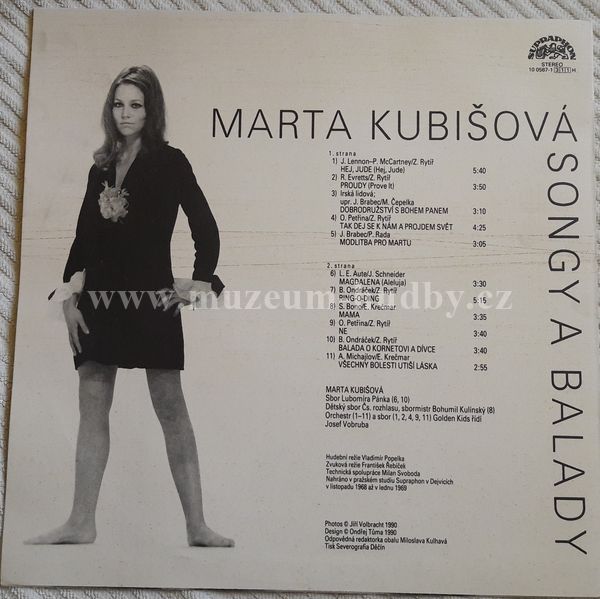 SUPRAPHON
STEREO
10 0587-1 311 H
MARTA KUBIŠOVÁ
SONGY A BALADY
1. strana
1) J. Lennon–P. McCartney/Z. Rytíř
HEJ, JUDE (Hej, Jude) 5:40
2) R. Evretts/Z. Rytíř
PROUDY (Prove It) 3:50
3) Irská lidová;
upr. J. Brabec/M. Čepelka
DOBRODRUŽSTVÍ S BOHEM PANEM 3:10
4) O. Petřina/Z. Rytíř
TAK DEJ SE K NÁM A PROJDEM SVĚT 4:25
5) J. Brabec/P. Rada
MODLITBA PRO MARTU 3:05
2. strana
6) L. E. Aute/J. Schneider
MAGDALENA (Aleluja) 3:30
7) B. Ondráček/Z. Rytíř
RING-O-DING 5:15
8) S. Bono/E. Krečmar
MAMA 3:35
9) O. Petřina/Z. Rytíř
NE 3:40
10) B. Ondráček/Z. Rytíř
BALADA O KORNETOVI A DÍVCE 3:40
11) A. Michajlov/E. Krečmar
VŠECHNY BOLESTI UTIŠÍ LÁSKA 2:55
www.muzeumhudby.cz
MARTA KUBIŠOVÁ
Sbor Lubomíra Pánka (6, 10)
Dětský sbor Čs. rozhlasu, sbormistr Bohumil Kulínský (8)
Orchestr (1–11) a sbor (1, 2, 4, 9, 11) Golden Kids řídí
Josef Vobruba
Hudební režie Vladimír Popelka
Zvuková režie František Řebíček
Technická spolupráce Milan Svoboda
Nahráno v pražském studiu Supraphon v Dejvicích
v listopadu 1968 až v lednu 1969
Photos © Jiří Volbracht 1990
Design © Ondřej Tůma 1990
Odpovědná redaktorka obalu Miloslava Kulhavá
Tisk Severografia Děčín